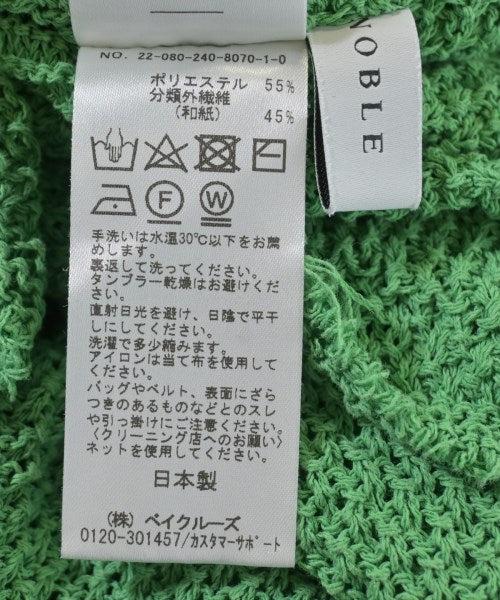 NO. 22-080-240-8070-1-0
ポリエステル 55%
分類外繊維
(和紙) 45%
F
W
手洗いは水温30℃以下をお薦
めします。
裏返して洗ってください。
タンブラー乾燥はお避けくだ
さい。
直射日光を避け、日陰で平干
しにしてください。
洗濯で多少縮みます。
アイロンは当て布を使用して
ください。
バッグやベルト、表面にざら
つきのあるものなどとのスレ
や引っ掛けにご注意ください。
〈クリーニング店へのお願い〉
ネットを使用してください。
日本製
(株) ベイクルーズ
0120-301457/カスタマーサポート
NOBLE